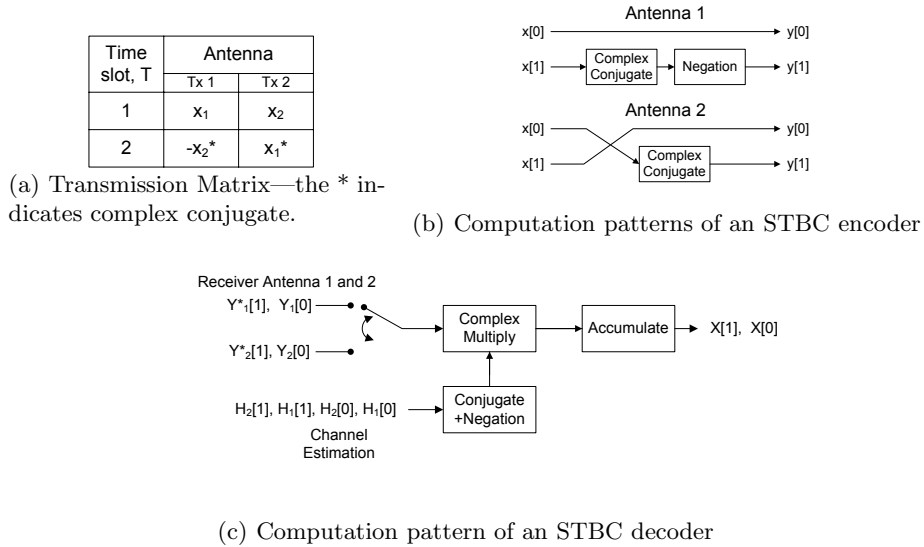 Time slot, T
Antenna
Tx 1 Tx 2
1 x₁ x₂
2 -x₂* x₁*
(a) Transmission Matrix—the * in-
dicates complex conjugate.
Antenna 1
x[0] y[0]
x[1] Complex Conjugate Negation y[1]
Antenna 2
x[0] y[0]
x[1] Complex Conjugate y[1]
(b) Computation patterns of an STBC encoder
Receiver Antenna 1 and 2
Y*₁[1], Y₁[0]
Y*₂[1], Y₂[0]
Complex Multiply
Accumulate
X[1], X[0]
H₂[1], H₁[1], H₂[0], H₁[0]
Conjugate +Negation
Channel Estimation
(c) Computation pattern of an STBC decoder